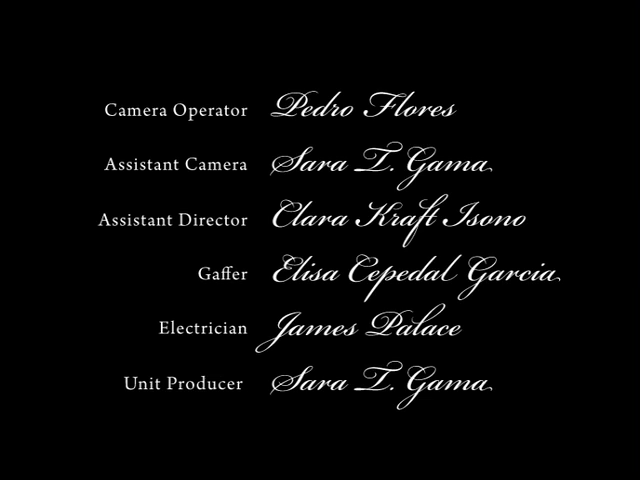 Camera Operator Pedro Flores
Assistant Camera Sara T. Gama
Assistant Director Clara Kraft Isono
Gaffer Elisa Cepedal Garcia
Electrician James Palace
Unit Producer Sara T. Gama